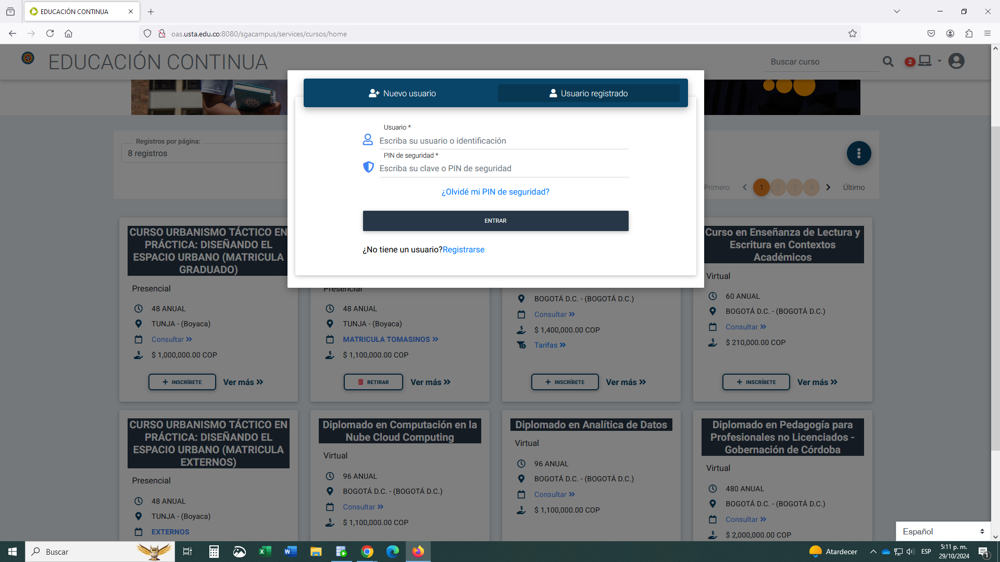 EDUCACIÓN CONTINUA
oas.usta.edu.co:8080/sgacampus/services/cursos/home
EDUCACIÓN CONTINUA
Buscar curso
2
Nuevo usuario
Usuario registrado
Usuario *
Escriba su usuario o identificación
PIN de seguridad *
Escriba su clave o PIN de seguridad
¿Olvidé mi PIN de seguridad?
ENTRAR
¿No tiene un usuario?Registrarse
Registros por página:
8 registros
Primero
1
2
3
4
Último
CURSO URBANISMO TÁCTICO EN
PRÁCTICA: DISEÑANDO EL
ESPACIO URBANO (MATRICULA
GRADUADO)
Presencial
48 ANUAL
TUNJA - (Boyaca)
Consultar
$ 1,000,000.00 COP
INSCRÍBETE
Ver más
Presencial
48 ANUAL
TUNJA - (Boyaca)
MATRICULA TOMASINOS
$ 1,100,000.00 COP
RETIRAR
Ver más
BOGOTÁ D.C. - (BOGOTÁ D.C.)
Consultar
$ 1,400,000.00 COP
Tarifas
INSCRÍBETE
Ver más
Curso en Enseñanza de Lectura y
Escritura en Contextos
Académicos
Virtual
60 ANUAL
BOGOTÁ D.C. - (BOGOTÁ D.C.)
Consultar
$ 210,000.00 COP
INSCRÍBETE
Ver más
CURSO URBANISMO TÁCTICO EN
PRÁCTICA: DISEÑANDO EL
ESPACIO URBANO (MATRICULA
EXTERNOS)
Presencial
48 ANUAL
TUNJA - (Boyaca)
EXTERNOS
Diplomado en Computación en la
Nube Cloud Computing
Virtual
96 ANUAL
BOGOTÁ D.C. - (BOGOTÁ D.C.)
Consultar
$ 1,100,000.00 COP
Diplomado en Analítica de Datos
Virtual
96 ANUAL
BOGOTÁ D.C. - (BOGOTÁ D.C.)
Consultar
$ 1,100,000.00 COP
Diplomado en Pedagogía para
Profesionales no Licenciados -
Gobernación de Córdoba
Virtual
480 ANUAL
BOGOTÁ D.C. - (BOGOTÁ D.C.)
Consultar
$ 2,000,000.00 COP
Español
Buscar
Atardecer
ESP
5:11 p. m.
29/10/2024
1